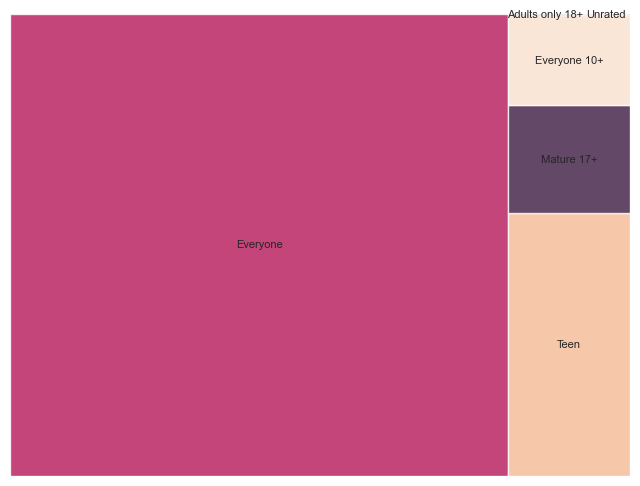 Adults only 18+ Unrated
Everyone 10+
Mature 17+
Everyone
Teen